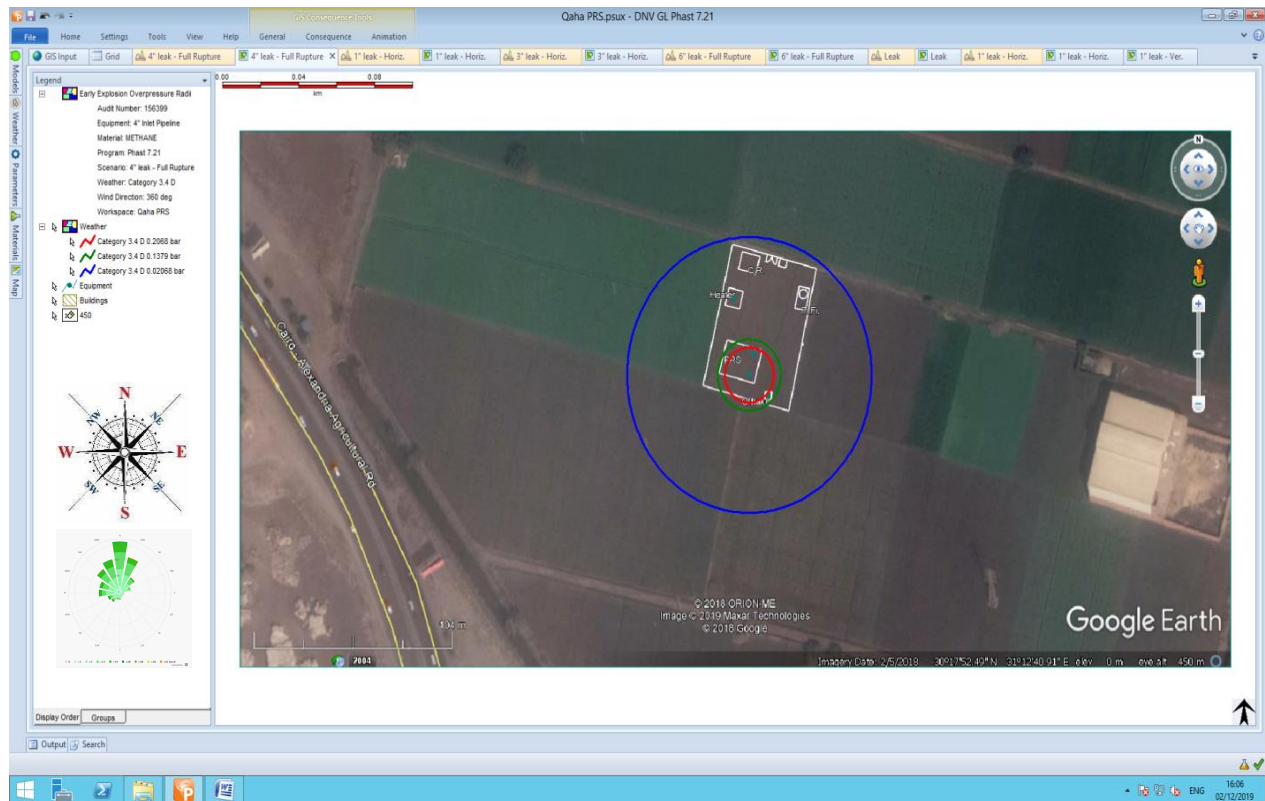 GIS Consequence Tools
Qaha PRS.psux - DNV GL Phast 7.21
File Home Settings Tools View Help General Consequence Animation
GIS Input Grid 4" leak - Full Rupture 4" leak - Full Rupture 1" leak - Horiz. 1" leak - Horiz. 3" leak - Horiz. 3" leak - Horiz. 6" leak - Full Rupture 6" leak - Full Rupture Leak Leak 1" leak - Horiz. 1" leak - Horiz. 1" leak - Ver.
Models
Weather
Parameters
Materials
Map
Legend
Early Explosion Overpressure Radii
Audit Number: 156399
Equipment: 4" Inlet Pipeline
Material: METHANE
Program: Phast 7.21
Scenario: 4" leak - Full Rupture
Weather: Category 3.4 D
Wind Direction: 360 deg
Workspace: Qaha PRS
Weather
Category 3.4 D 0.2068 bar
Category 3.4 D 0.1379 bar
Category 3.4 D 0.02068 bar
Equipment
Buildings
450
N
NW NE
W E
SW SE
S
0.00 0.04 0.08
km
N
C.R
Heater
PRS
Cairo - Alexandria Agricultural Rd
104 m
2004
© 2018 ORION-ME
Image © 2019 Maxar Technologies
© 2018 Google
Google Earth
Imagery Date: 2/5/2018 30°17'52.49" N 31°12'40.91" E elev 0 m eye alt 450 m
Display Order Groups
Output Search
ENG
16:06
02/12/2019